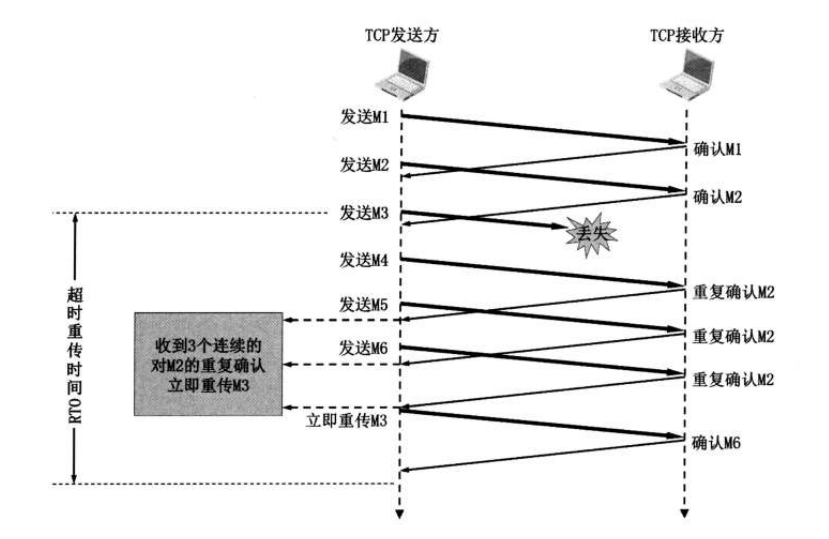 TCP发送方
TCP接收方
发送M1
确认M1
发送M2
确认M2
发送M3
丢失
发送M4
重复确认M2
发送M5
重复确认M2
发送M6
重复确认M2
超时重传时间RTO
收到3个连续的
对M2的重复确认
立即重传M3
立即重传M3
确认M6